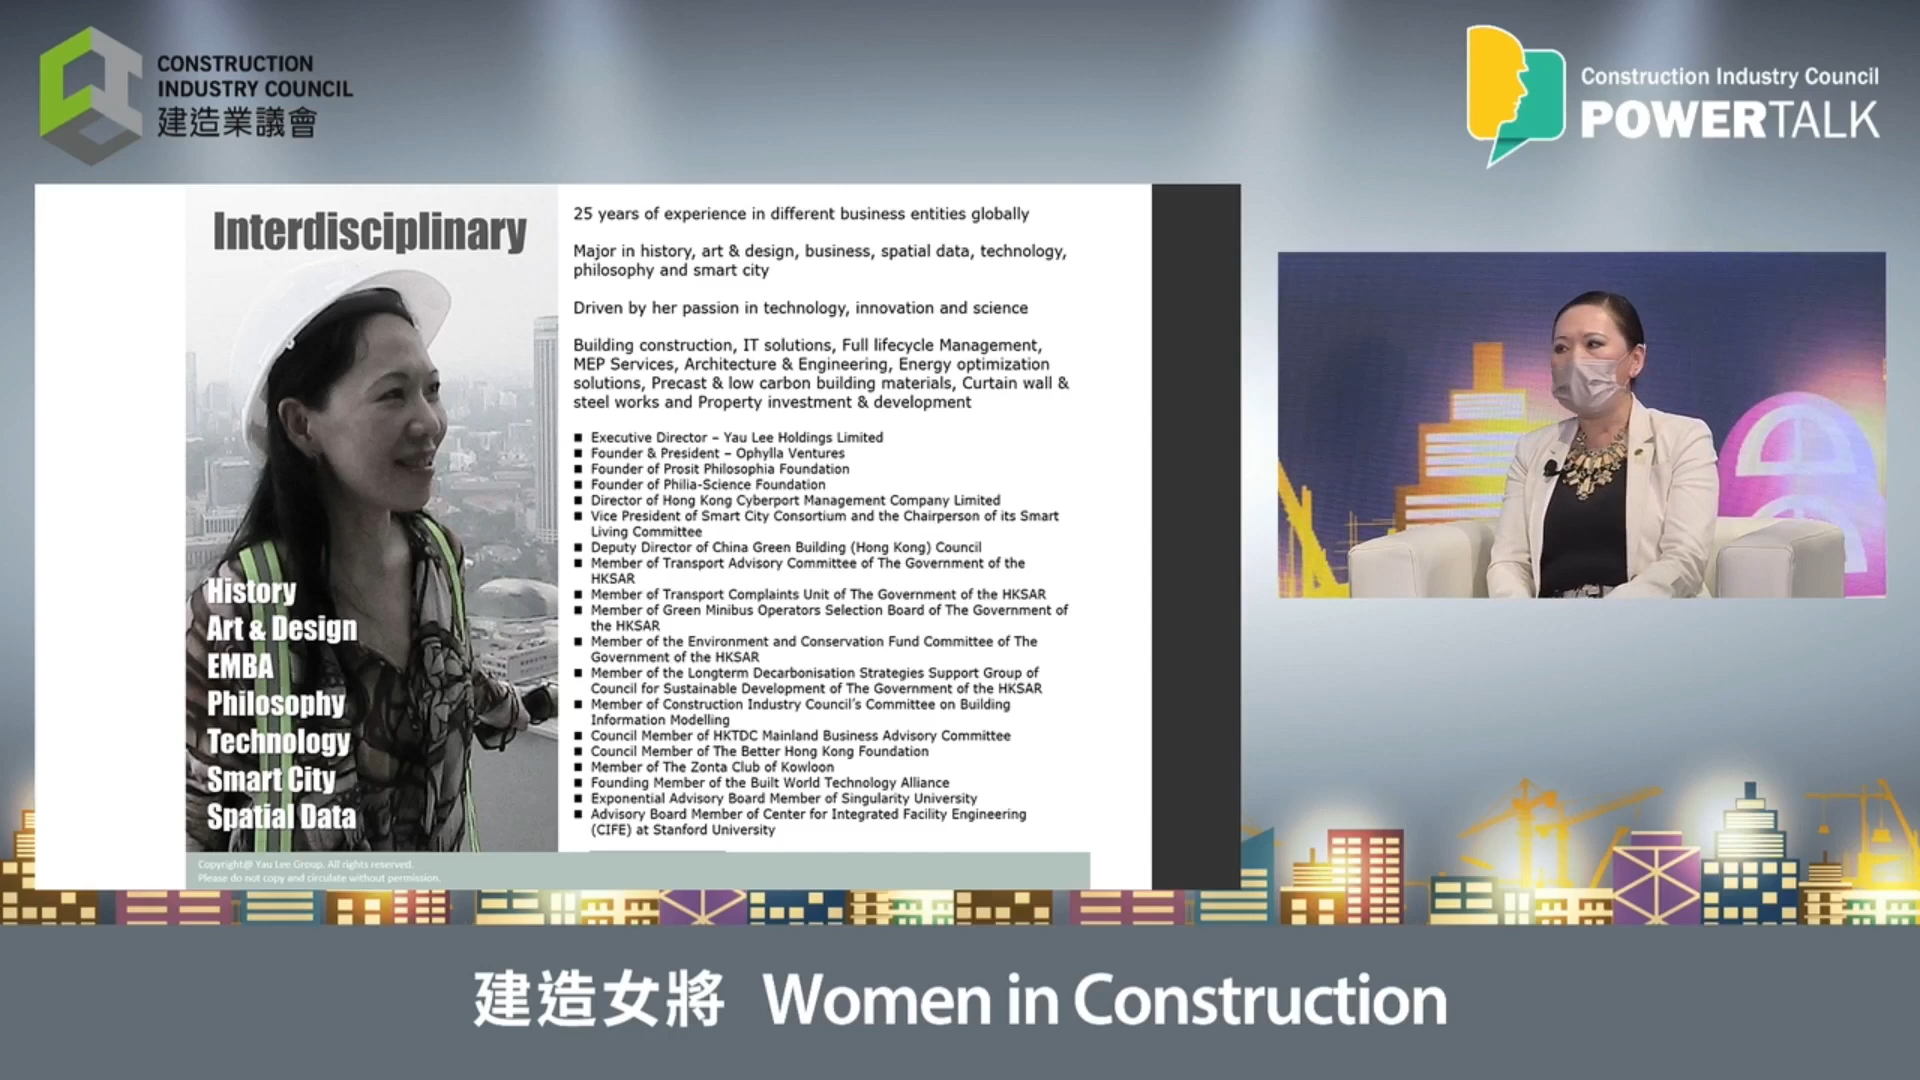 CONSTRUCTION
INDUSTRY COUNCIL
建造業議會
Construction Industry Council
POWERTALK
Interdisciplinary
History
Art & Design
EMBA
Philosophy
Technology
Smart City
Spatial Data
25 years of experience in different business entities globally
Major in history, art & design, business, spatial data, technology,
philosophy and smart city
Driven by her passion in technology, innovation and science
Building construction, IT solutions, Full lifecycle Management,
MEP Services, Architecture & Engineering, Energy optimization
solutions, Precast & low carbon building materials, Curtain wall &
steel works and Property investment & development
■ Executive Director – Yau Lee Holdings Limited
■ Founder & President – Ophylla Ventures
■ Founder of Prosit Philosophia Foundation
■ Founder of Philia-Science Foundation
■ Director of Hong Kong Cyberport Management Company Limited
■ Vice President of Smart City Consortium and the Chairperson of its Smart
Living Committee
■ Deputy Director of China Green Building (Hong Kong) Council
■ Member of Transport Advisory Committee of The Government of the
HKSAR
■ Member of Transport Complaints Unit of The Government of the HKSAR
■ Member of Green Minibus Operators Selection Board of The Government of
the HKSAR
■ Member of the Environment and Conservation Fund Committee of The
Government of the HKSAR
■ Member of the Longterm Decarbonisation Strategies Support Group of
Council for Sustainable Development of The Government of the HKSAR
■ Member of Construction Industry Council's Committee on Building
Information Modelling
■ Council Member of HKTDC Mainland Business Advisory Committee
■ Council Member of The Better Hong Kong Foundation
■ Member of The Zonta Club of Kowloon
■ Founding Member of the Built World Technology Alliance
■ Exponential Advisory Board Member of Singularity University
■ Advisory Board Member of Center for Integrated Facility Engineering
(CIFE) at Stanford University
Copyright@ Yau Lee Group. All rights reserved.
Please do not copy and circulate without permission.
建造女將 Women in Construction